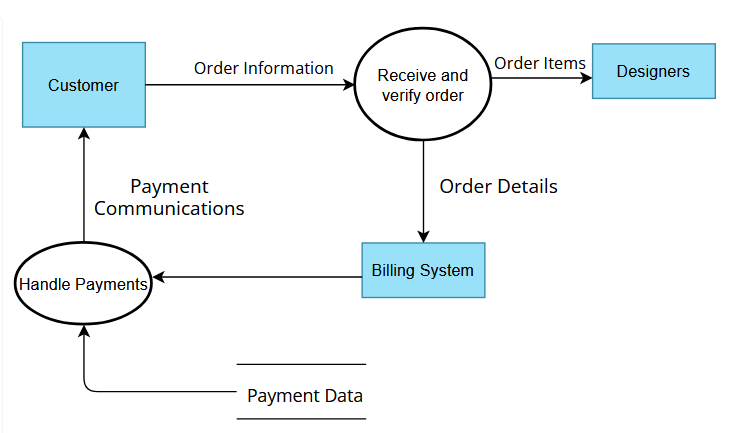 Customer
Order Information
Receive and
verify order
Order Items
Designers
Payment
Communications
Order Details
Handle Payments
Billing System
Payment Data